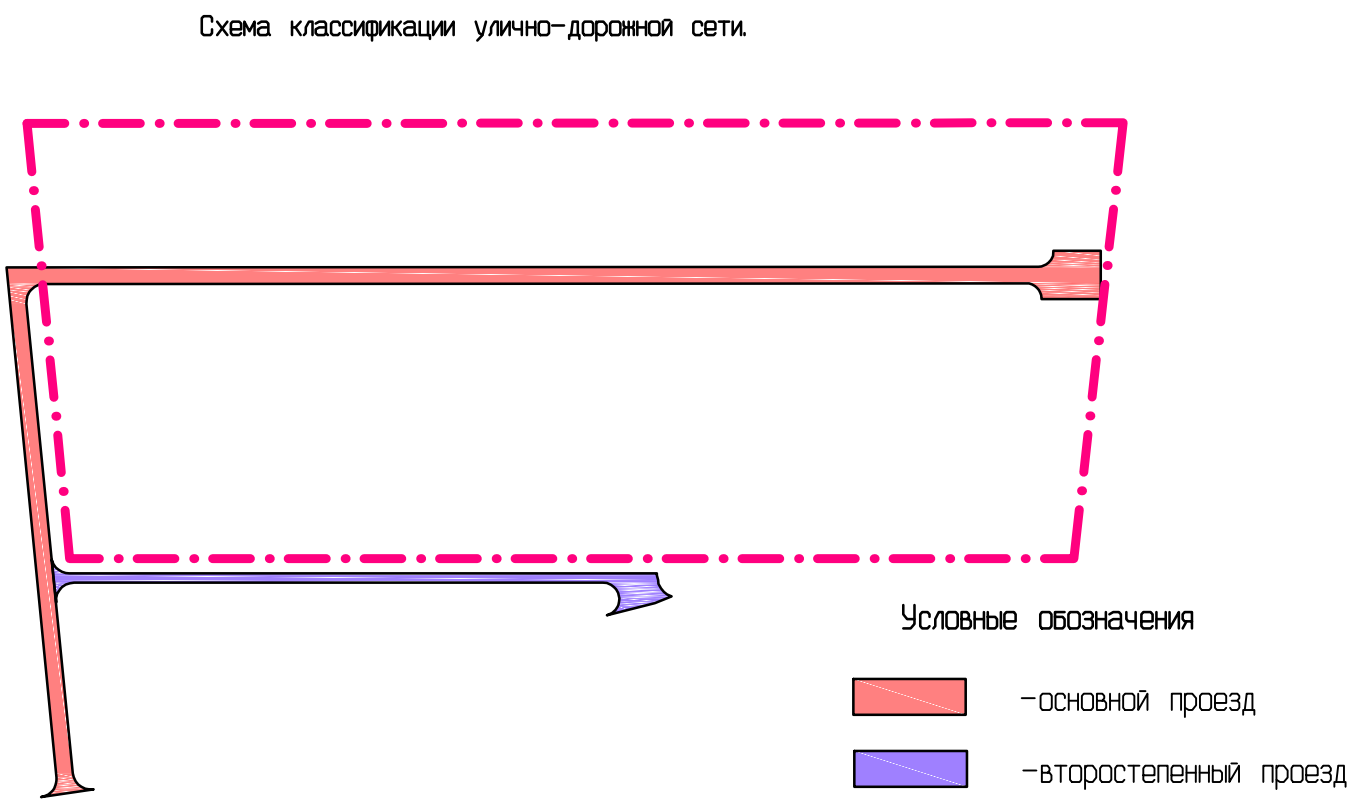 Схема классификации улично-дорожной сети.
Условные обозначения
-основной проезд
-второстепенный проезд